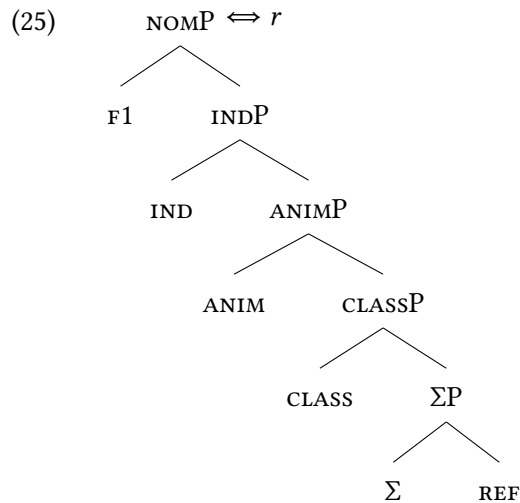 (25) NOMP ⇔ r
F1 INDP
IND ANIMP
ANIM CLASSP
CLASS ΣP
Σ REF